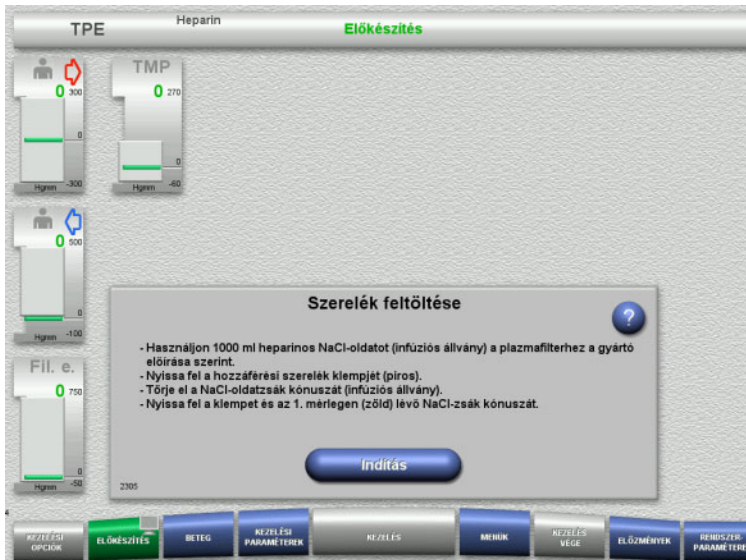 TPE
Heparin
Előkészítés
0 300
0
Hgmm -300
TMP
0 270
0
Hgmm -60
0 500
0
Hgmm -100
Fil. e.
0 750
0
Hgmm -50
Szerelék feltöltése
?
- Használjon 1000 ml heparinos NaCl-oldatot (infúziós állvány) a plazmafilterhez a gyártó
előírása szerint.
- Nyissa fel a hozzáférési szerelék klempjét (piros).
- Törje el a NaCl-oldatzsák kónuszát (infúziós állvány).
- Nyissa fel a klempet és az 1. mérlegen (zöld) lévő NaCl-zsák kónuszát.
Indítás
2305
KEZELÉSI
OPCIÓK
ELŐKÉSZÍTÉS
BETEG
KEZELÉSI
PARAMÉTEREK
KEZELÉS
MENÜK
KEZELÉS
VÉGE
ELŐZMÉNYEK
RENDSZER-
PARAMÉTERE